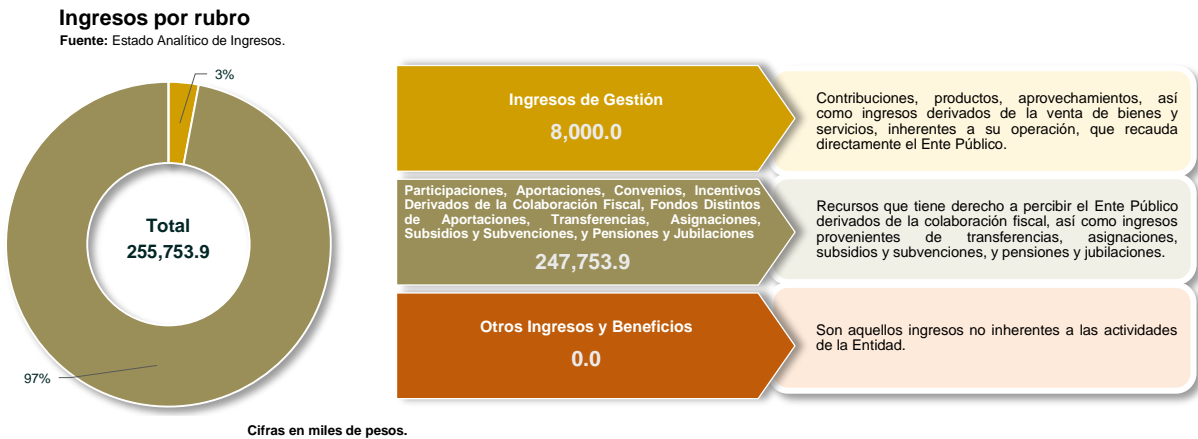 Ingresos por rubro
Fuente: Estado Analítico de Ingresos.
3%
Total
255,753.9
97%
Ingresos de Gestión
8,000.0
Contribuciones, productos, aprovechamientos, así
como ingresos derivados de la venta de bienes y
servicios, inherentes a su operación, que recauda
directamente el Ente Público.
Participaciones, Aportaciones, Convenios, Incentivos
Derivados de la Colaboración Fiscal, Fondos Distintos
de Aportaciones, Transferencias, Asignaciones,
Subsidios y Subvenciones, y Pensiones y Jubilaciones
247,753.9
Recursos que tiene derecho a percibir el Ente Público
derivados de la colaboración fiscal, así como ingresos
provenientes de transferencias, asignaciones,
subsidios y subvenciones, y pensiones y jubilaciones.
Otros Ingresos y Beneficios
0.0
Son aquellos ingresos no inherentes a las actividades
de la Entidad.
Cifras en miles de pesos.